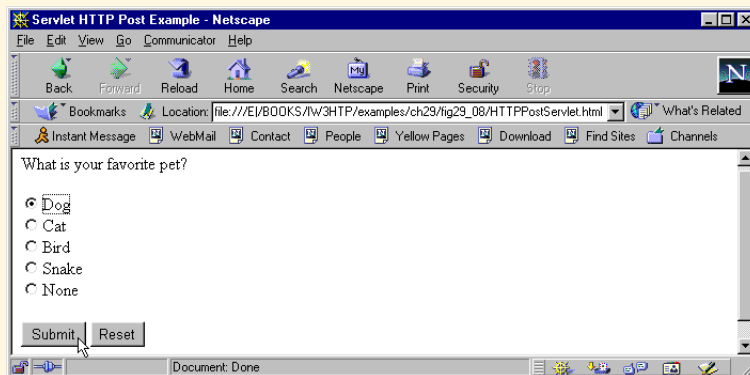 Servlet HTTP Post Example - Netscape
File Edit View Go Communicator Help
Back Forward Reload Home Search Netscape Print Security Stop
My
N
Bookmarks Location: file:///E|/BOOKS/IW3HTP/examples/ch29/fig29_08/HTTPPostServlet.html What's Related
Instant Message WebMail Contact People Yellow Pages Download Find Sites Channels
What is your favorite pet?
Dog
Cat
Bird
Snake
None
Submit Reset
Document: Done